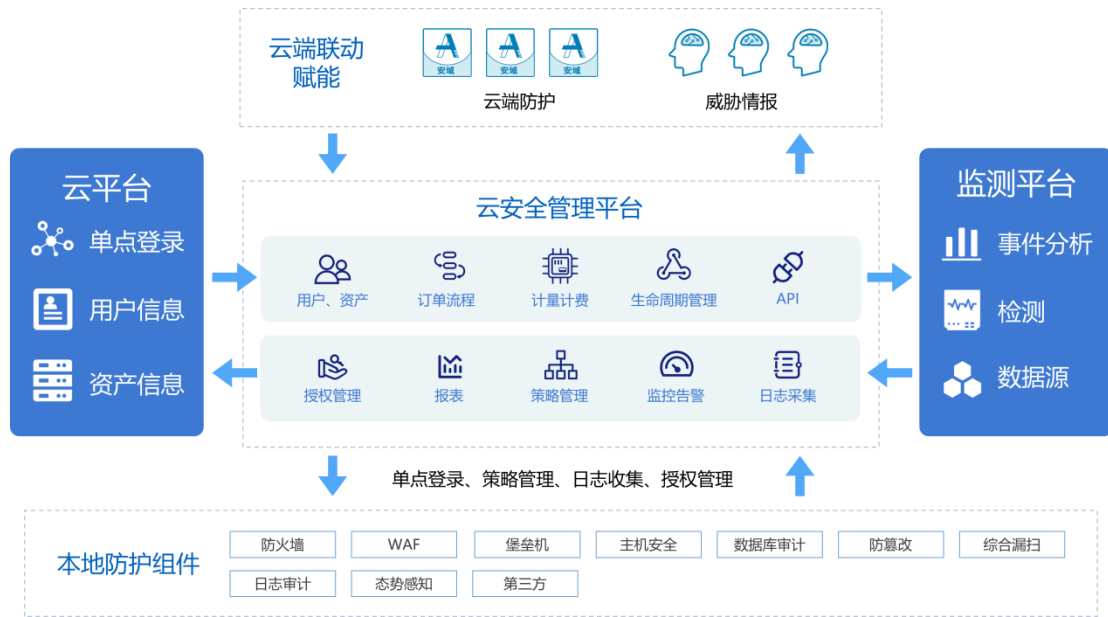 云端联动
赋能
安域 安域 安域
云端防护
威胁情报
云平台
单点登录
用户信息
资产信息
云安全管理平台
用户、资产 订单流程 计量计费 生命周期管理 API
授权管理 报表 策略管理 监控告警 日志采集
监测平台
事件分析
检测
数据源
单点登录、策略管理、日志收集、授权管理
本地防护组件
防火墙 WAF 堡垒机 主机安全 数据库审计 防篡改 综合漏扫
日志审计 态势感知 第三方